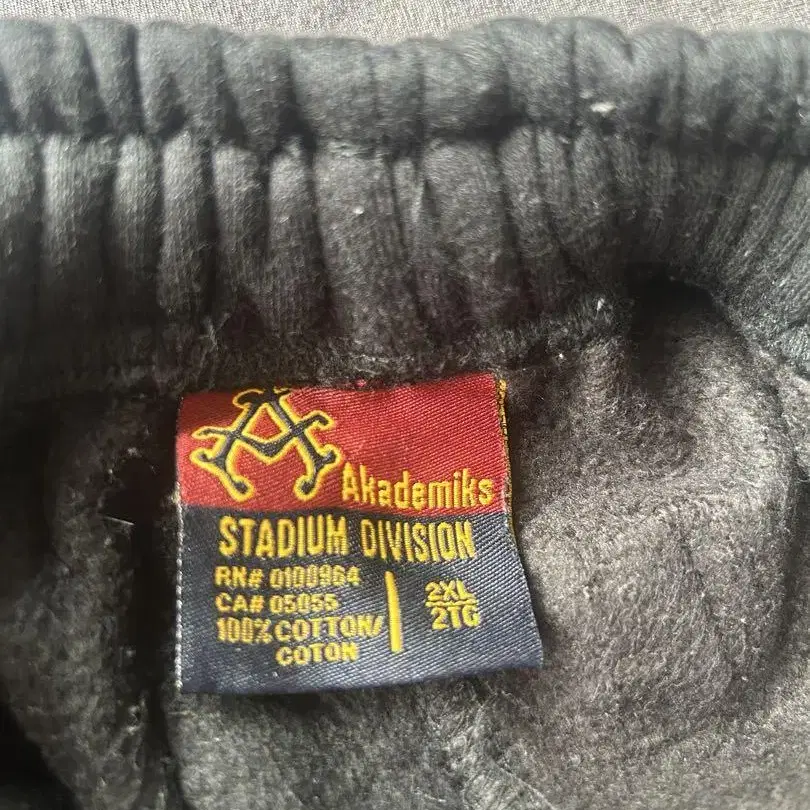 Akademiks
STADIUM DIVISION
RN# 0100964
CA# 05055
100% COTTON/
COTON
2XL
2TG